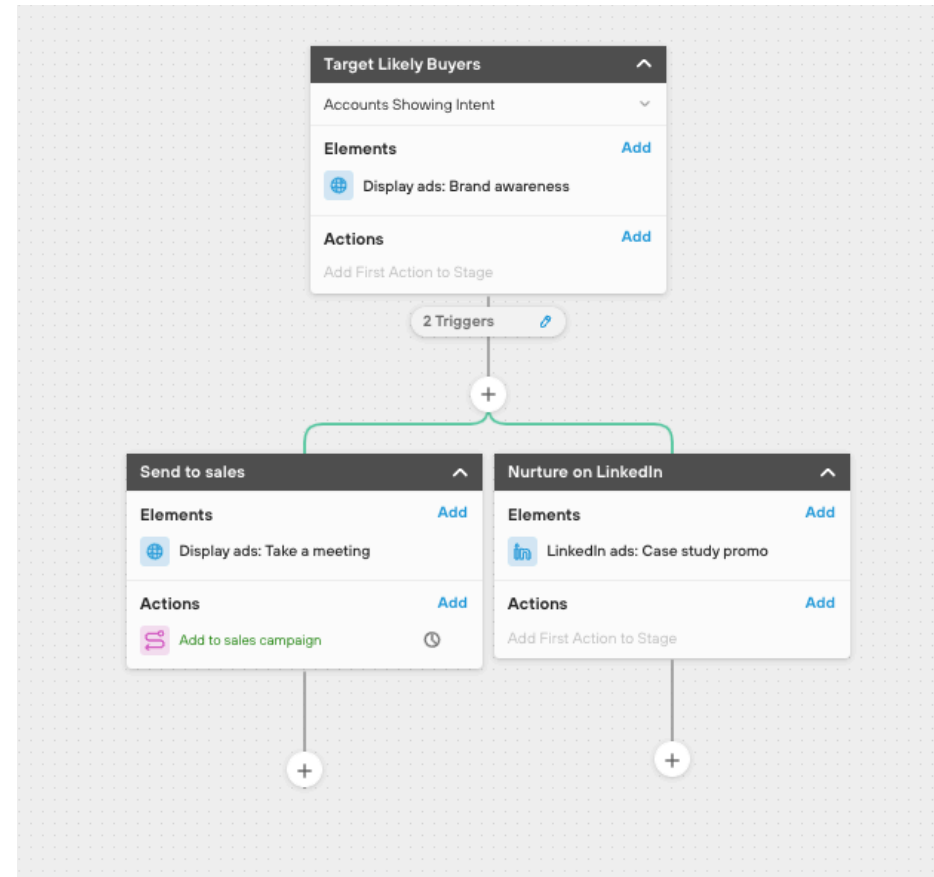 Target Likely Buyers
Accounts Showing Intent
Elements
Add
Display ads: Brand awareness
Actions
Add
Add First Action to Stage
2 Triggers
Send to sales
Elements
Add
Display ads: Take a meeting
Actions
Add
Add to sales campaign
Nurture on LinkedIn
Elements
Add
in
LinkedIn ads: Case study promo
Actions
Add
Add First Action to Stage